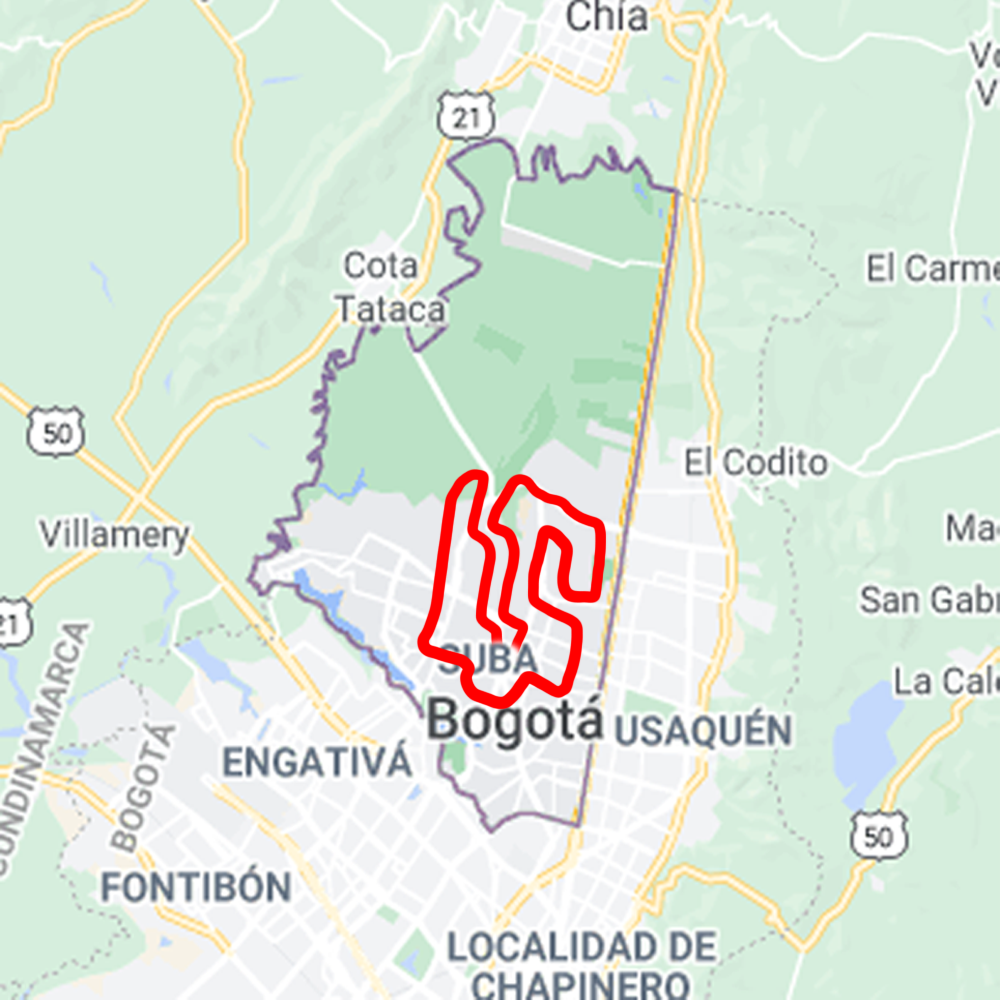 Chía
21
Cota
Tataca
El Carme
50
El Codito
Villamery
Ma
San Gab
21
SUBA
La Cal
Bogotá
USAQUÉN
ENGATIVÁ
CUNDINAMARCA
BOGOTÁ
50
FONTIBÓN
LOCALIDAD DE
CHAPINERO